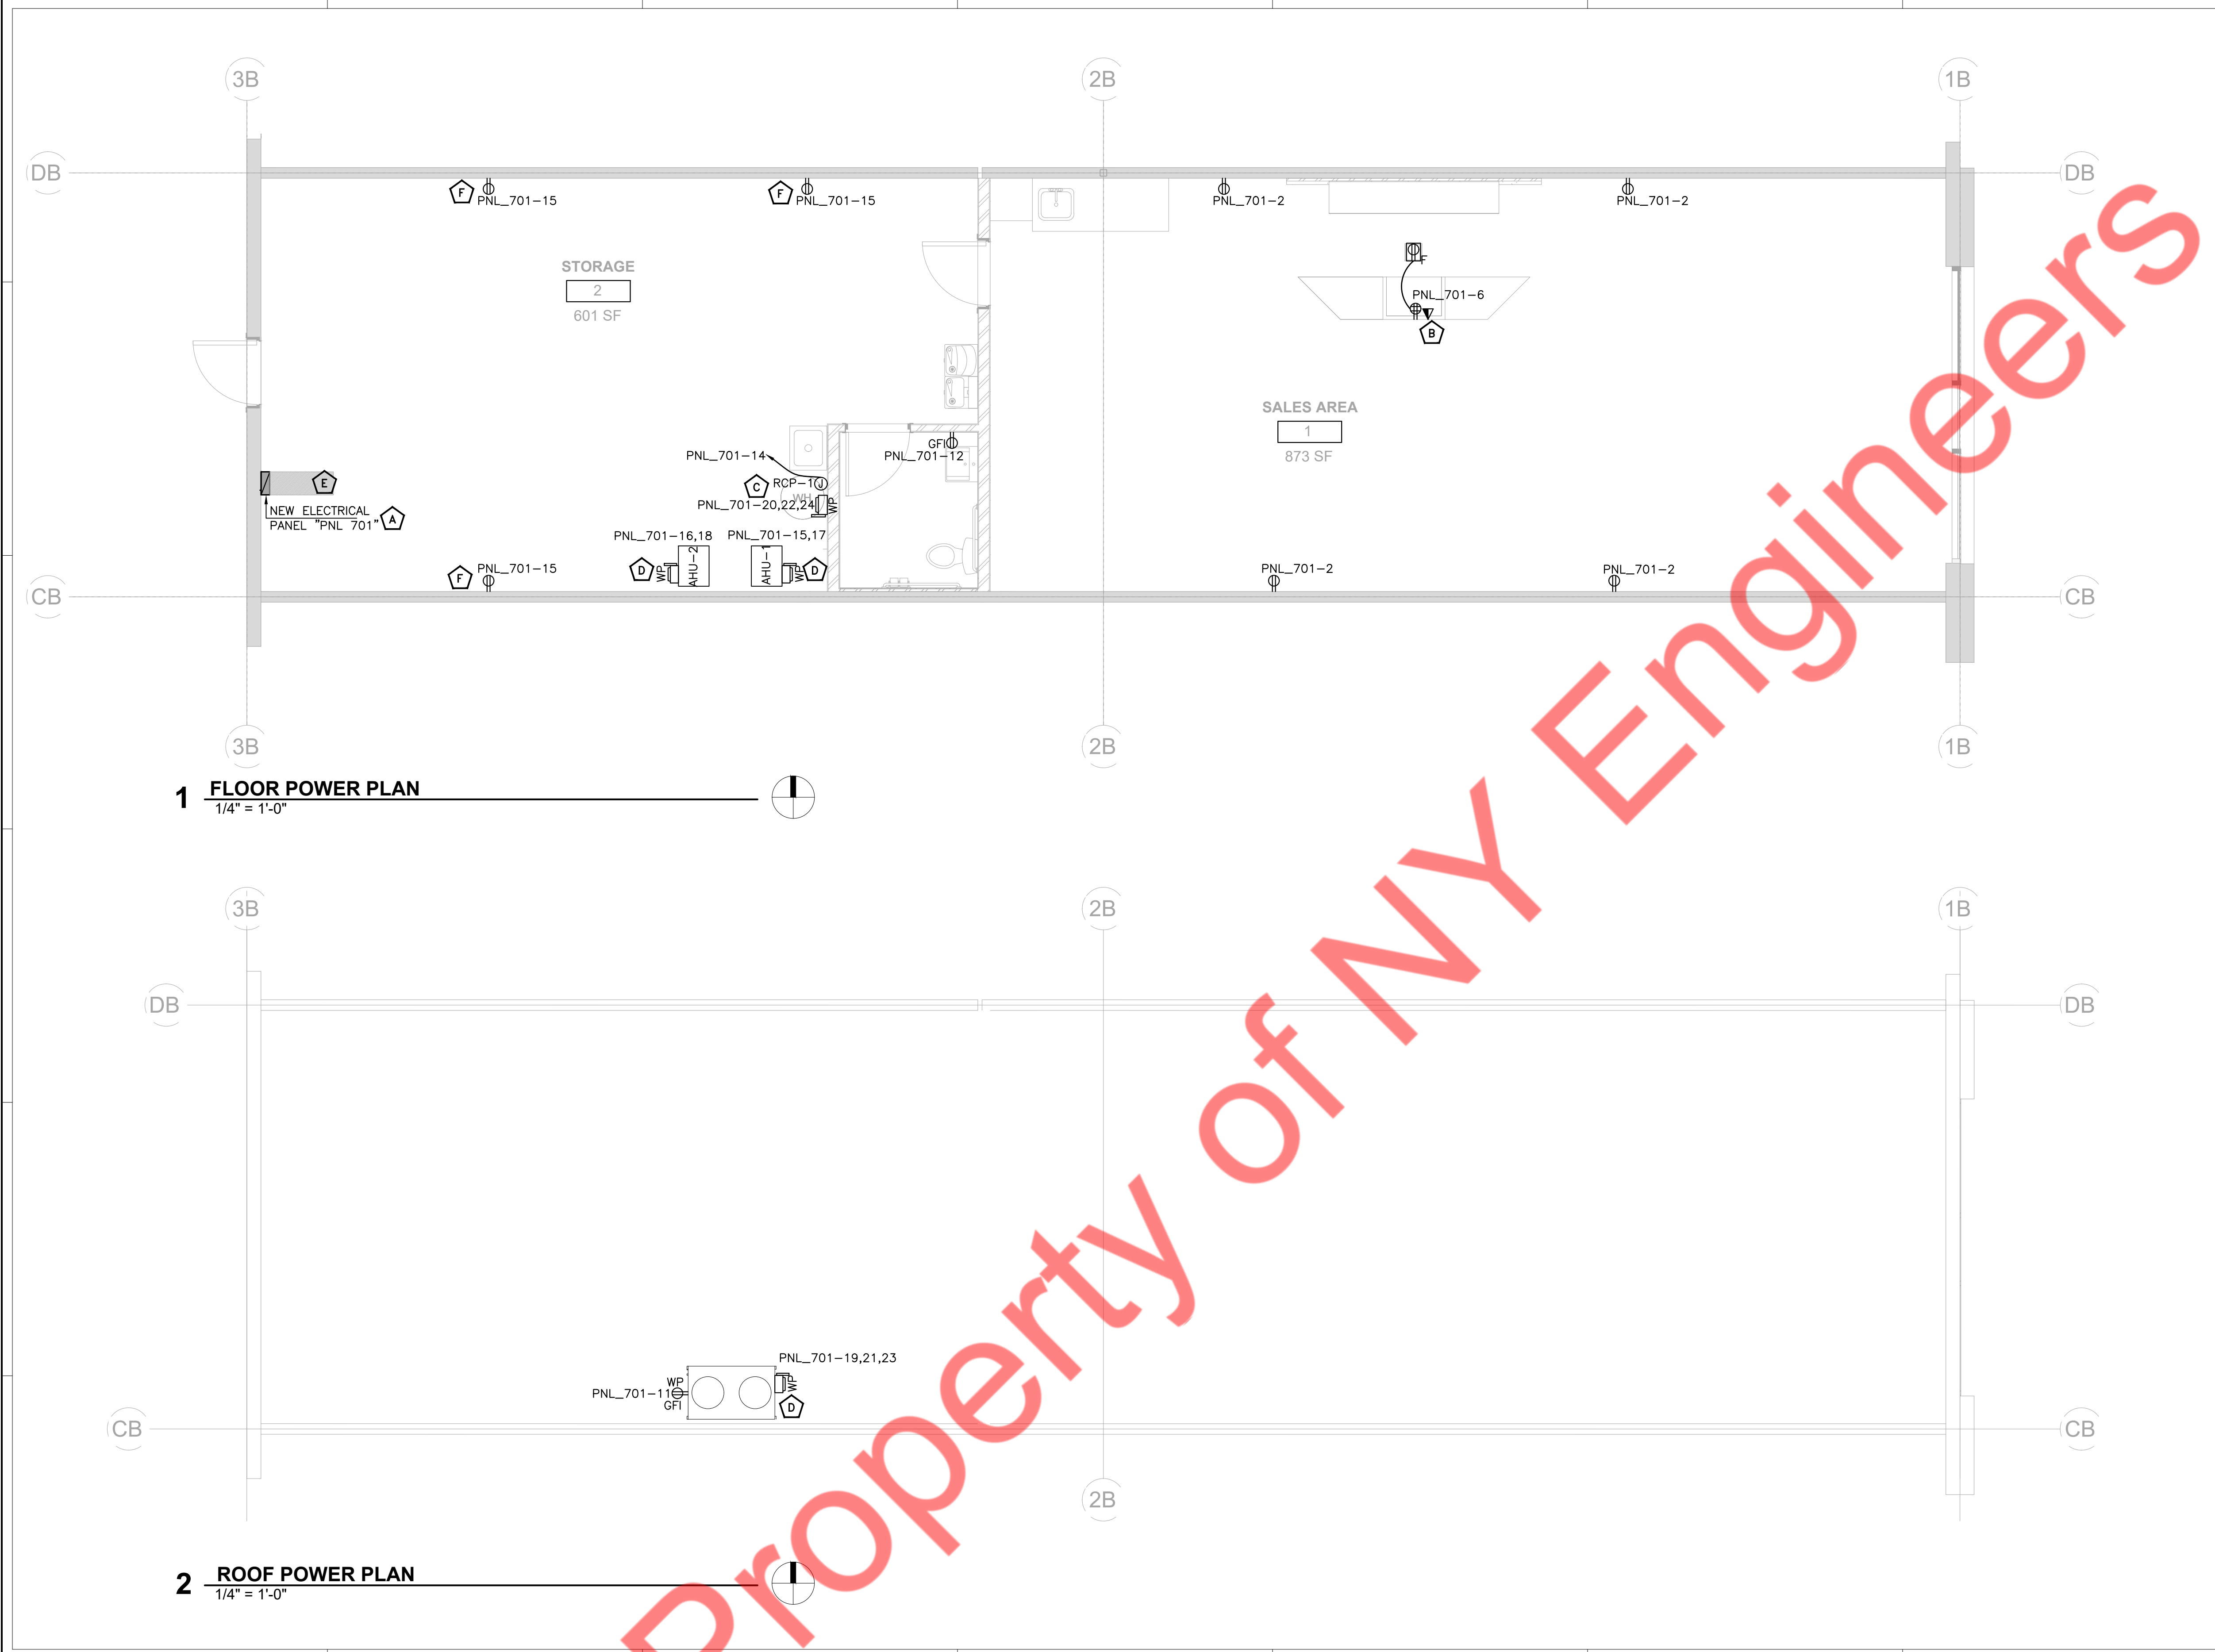 3B
2B
1B
DB
DB
F
PNL_701-15
F
PNL_701-15
PNL_701-2
PNL_701-2
F
STORAGE
2
601 SF
PNL_701-6
B
SALES AREA
1
873 SF
GFI
PNL_701-12
PNL_701-14
C
RCP-1
J
WH
PNL_701-20,22,24
WP
E
NEW ELECTRICAL
PANEL "PNL 701"
A
PNL_701-16,18
PNL_701-15,17
D
WP
AHU-2
AHU-1
WP
D
F
PNL_701-15
PNL_701-2
PNL_701-2
CB
CB
3B
2B
1B
1 FLOOR POWER PLAN
1/4" = 1'-0"
3B
2B
1B
DB
DB
PNL_701-19,21,23
WP
PNL_701-11
GFI
WP
D
CB
CB
2B
2 ROOF POWER PLAN
1/4" = 1'-0"
Property of NY Engineers